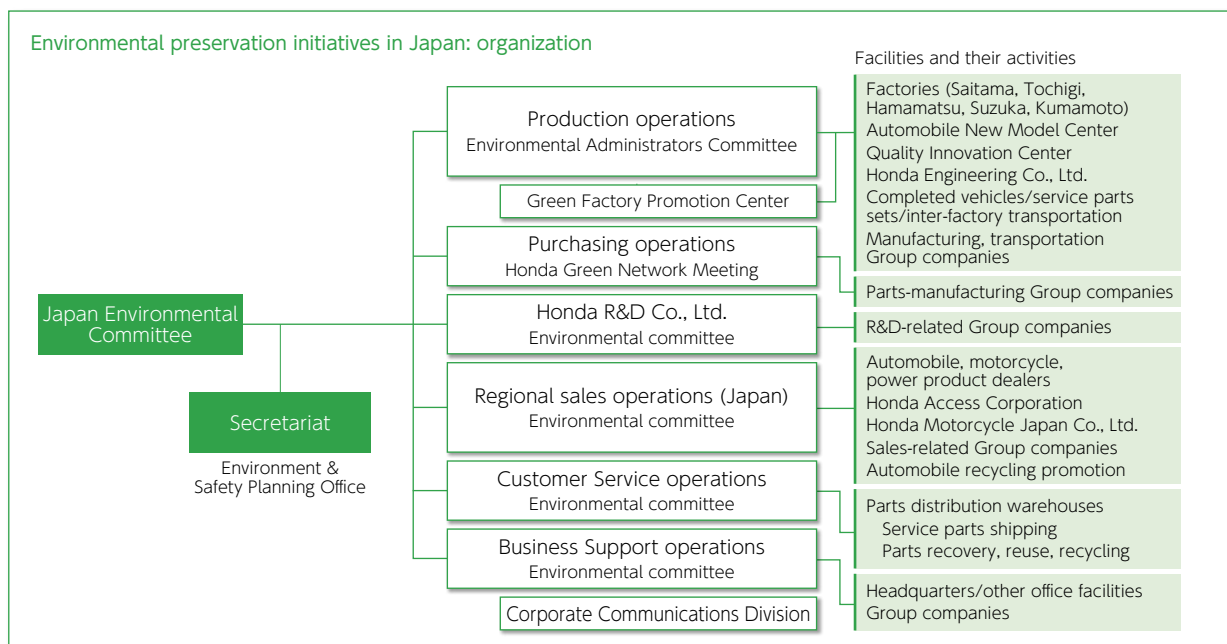 Environmental preservation initiatives in Japan: organization
Facilities and their activities
Japan Environmental
Committee
Secretariat
Environment &
Safety Planning Office
Production operations
Environmental Administrators Committee
Green Factory Promotion Center
Factories (Saitama, Tochigi,
Hamamatsu, Suzuka, Kumamoto)
Automobile New Model Center
Quality Innovation Center
Honda Engineering Co., Ltd.
Completed vehicles/service parts
sets/inter-factory transportation
Manufacturing, transportation
Group companies
Purchasing operations
Honda Green Network Meeting
Parts-manufacturing Group companies
Honda R&D Co., Ltd.
Environmental committee
R&D-related Group companies
Regional sales operations (Japan)
Environmental committee
Automobile, motorcycle,
power product dealers
Honda Access Corporation
Honda Motorcycle Japan Co., Ltd.
Sales-related Group companies
Automobile recycling promotion
Customer Service operations
Environmental committee
Parts distribution warehouses
Service parts shipping
Parts recovery, reuse, recycling
Business Support operations
Environmental committee
Corporate Communications Division
Headquarters/other office facilities
Group companies